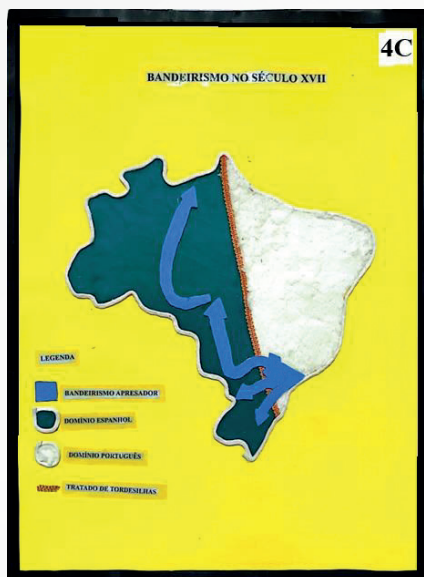 4C
BANDEIRISMO NO SÉCULO XVII
LEGENDA
BANDEIRISMO APRESADOR
DOMÍNIO ESPANHOL
DOMÍNIO PORTUGUÊS
TRATADO DE TORDESILHAS